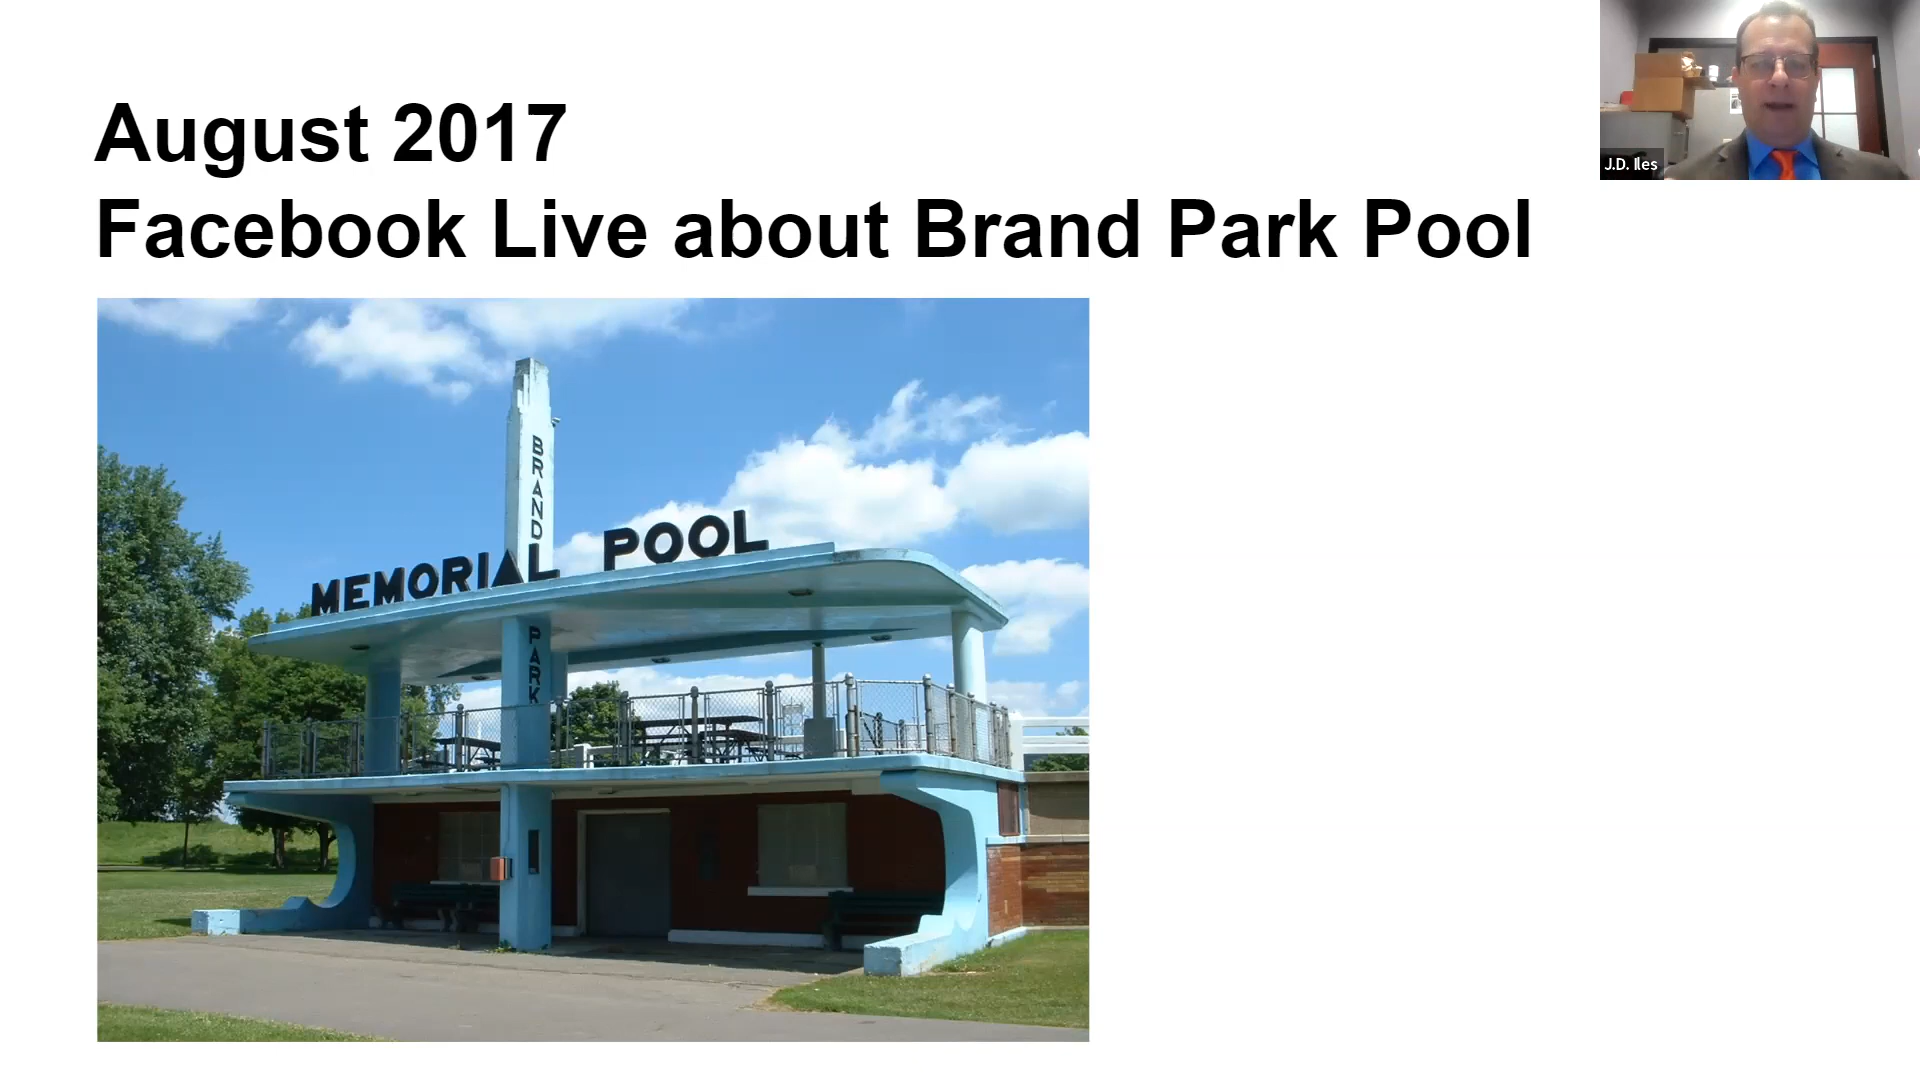 August 2017
Facebook Live about Brand Park Pool
J.D. Iles
BRAND
MEMORIAL POOL
PARK